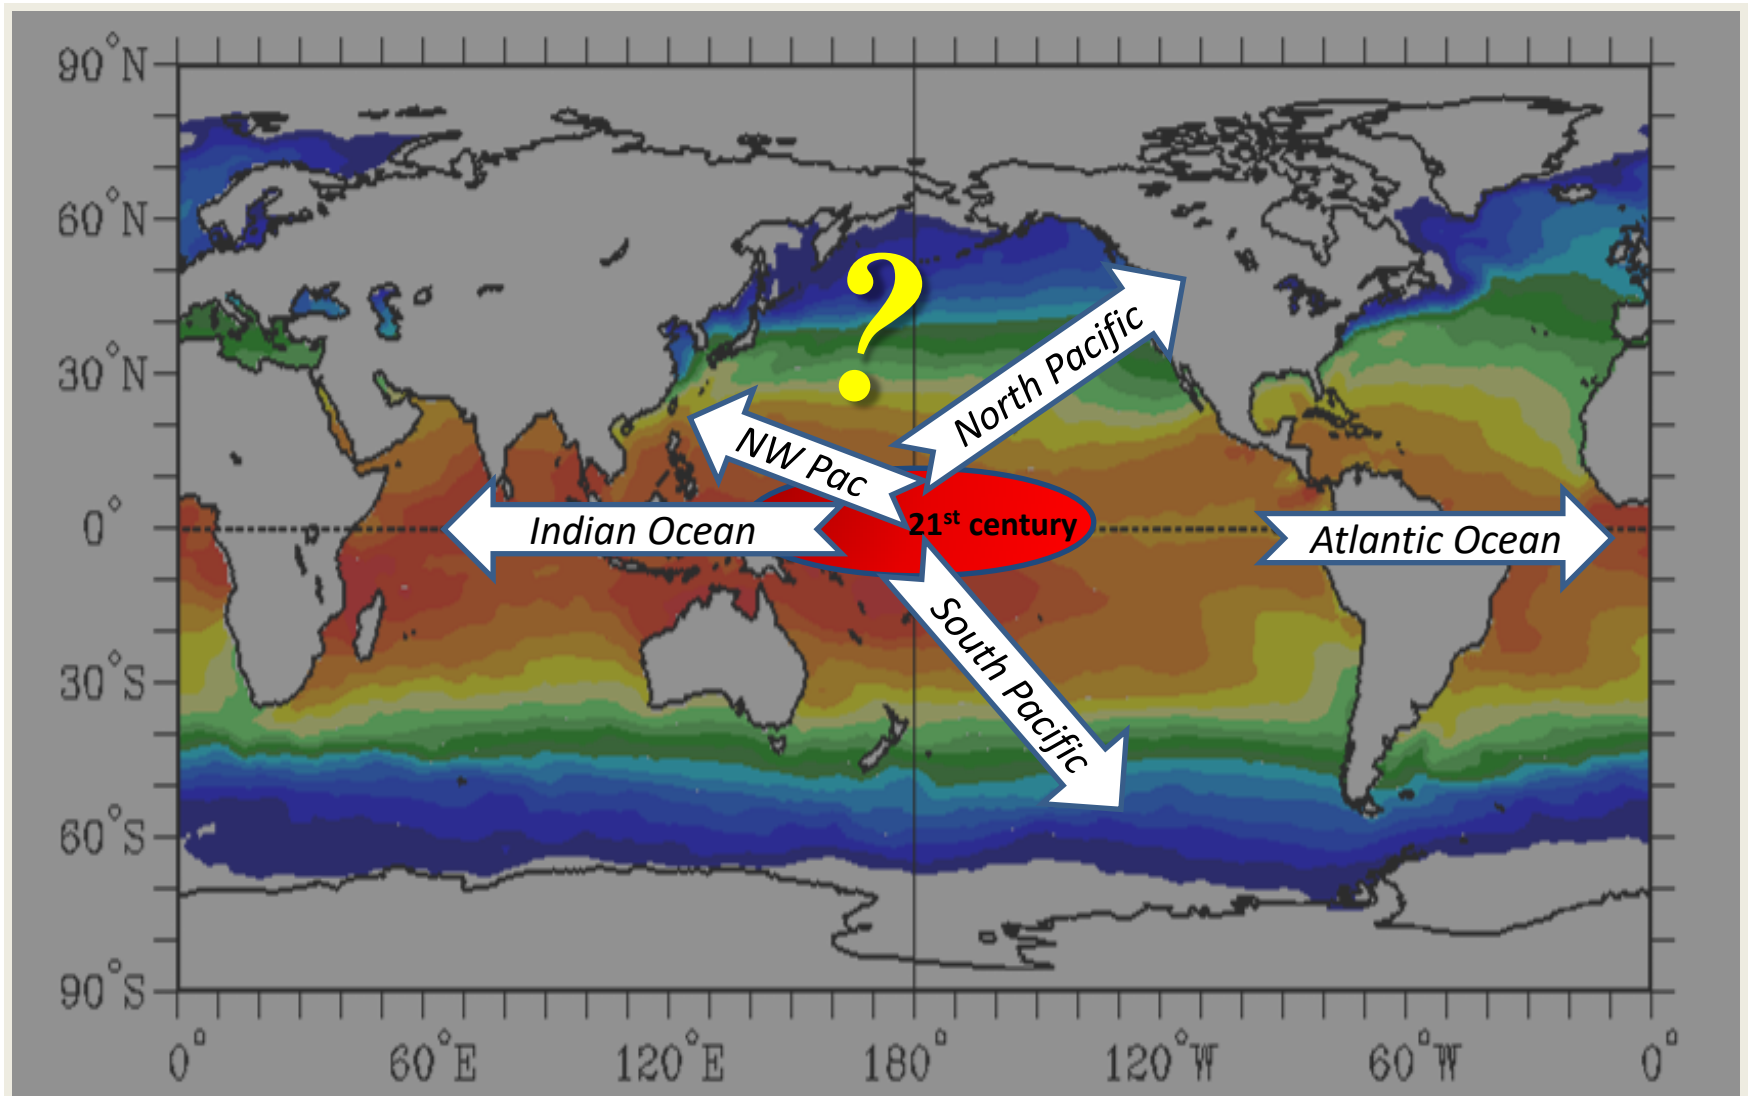 90°N
60°N
30°N
0°
30°S
60°S
90°S
?
North Pacific
NW Pac
21st century
Indian Ocean
Atlantic Ocean
South Pacific
0° 60°E 120°E 180° 120°W 60°W 0°